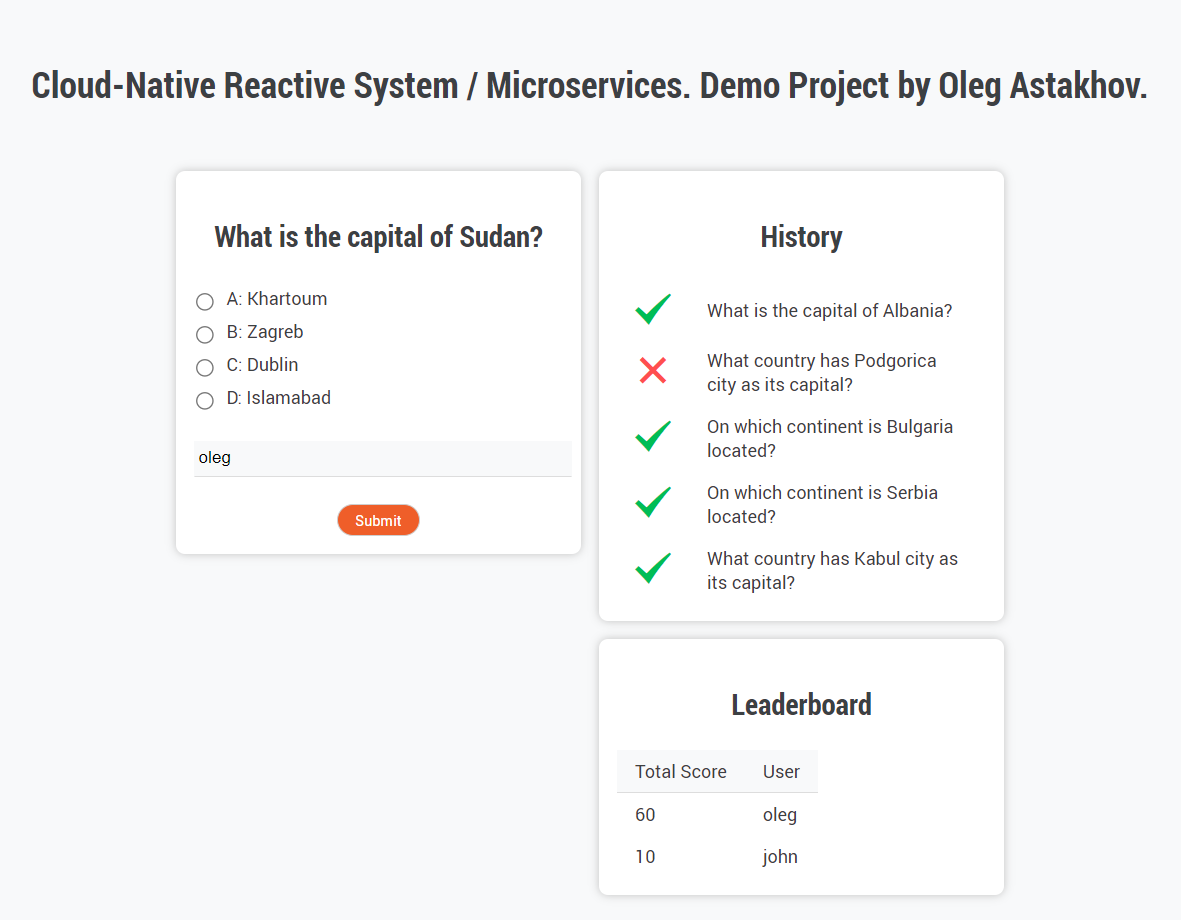 Cloud-Native Reactive System / Microservices. Demo Project by Oleg Astakhov.
What is the capital of Sudan?
A: Khartoum
B: Zagreb
C: Dublin
D: Islamabad
oleg
Submit
History
What is the capital of Albania?
What country has Podgorica
city as its capital?
On which continent is Bulgaria
located?
On which continent is Serbia
located?
What country has Kabul city as
its capital?
Leaderboard
Total Score User
60 oleg
10 john